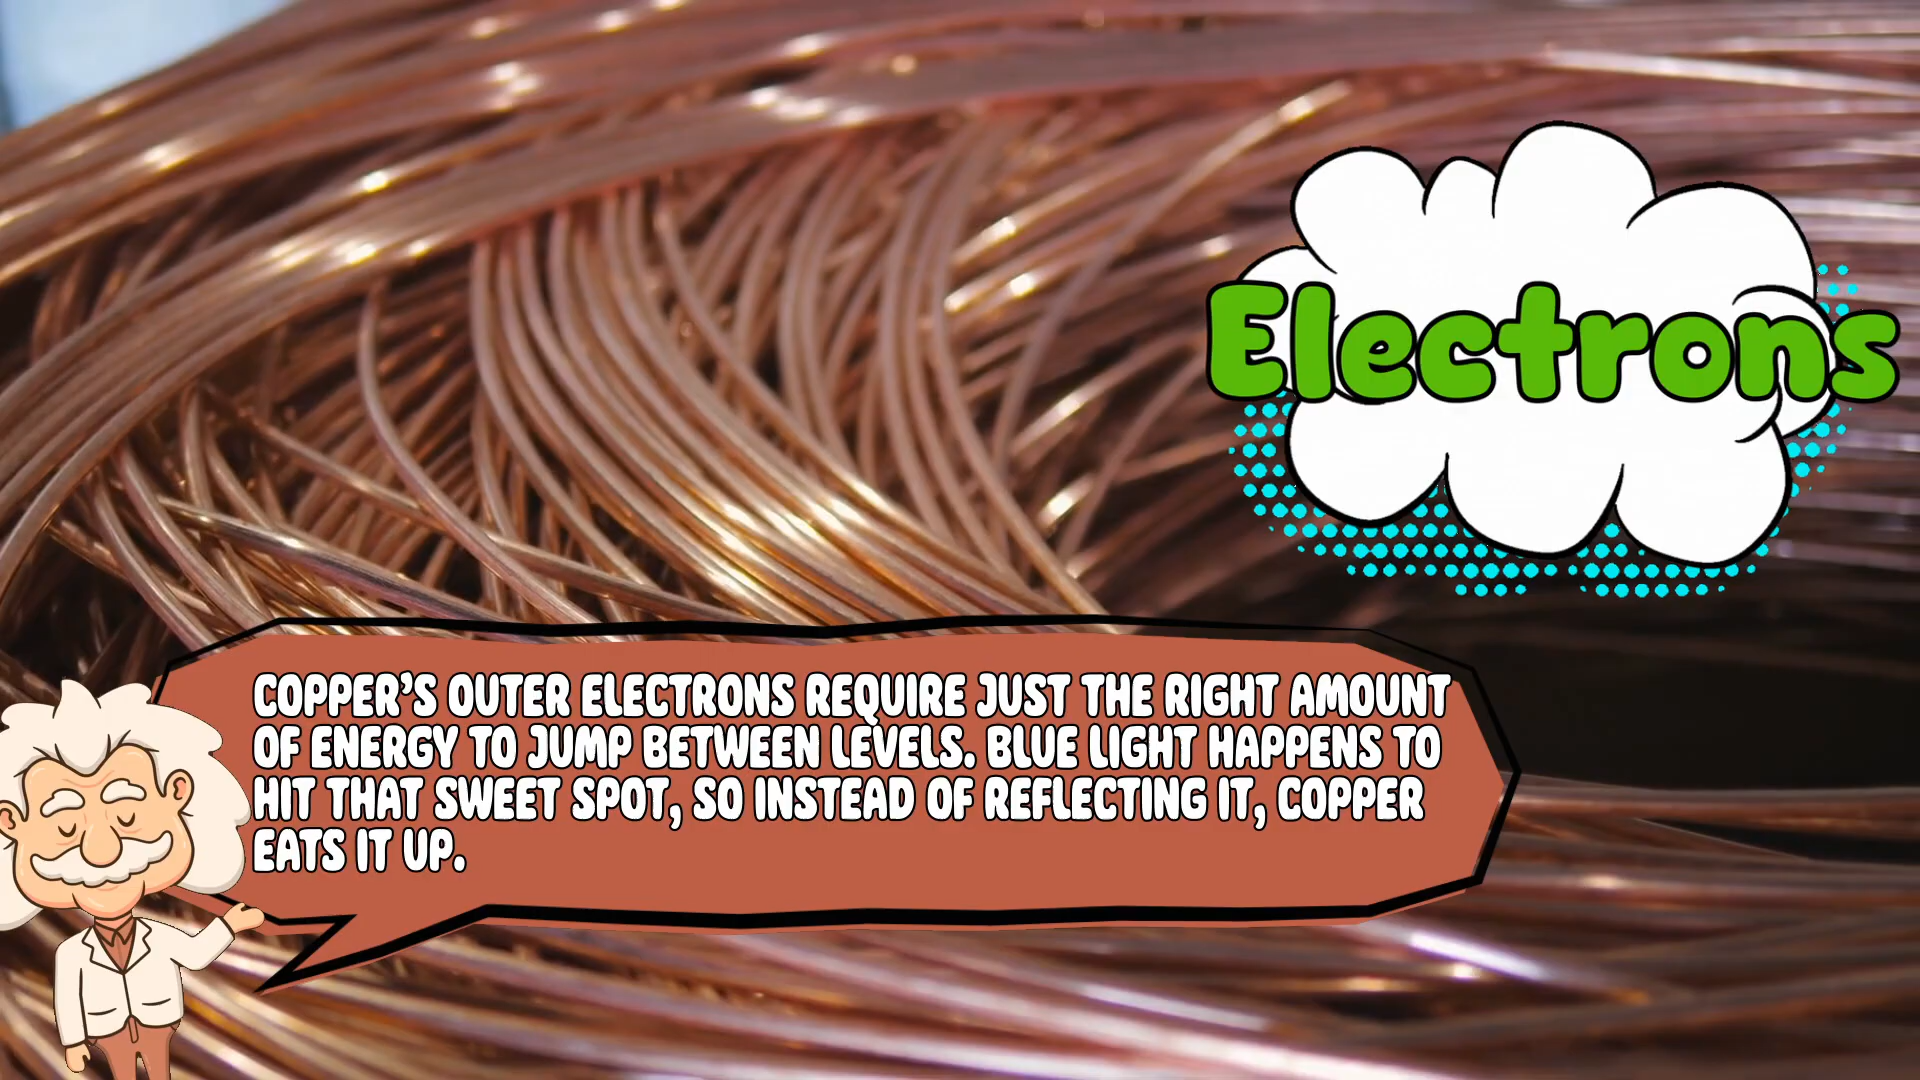 Electrons
COPPER'S OUTER ELECTRONS REQUIRE JUST THE RIGHT AMOUNT
OF ENERGY TO JUMP BETWEEN LEVELS. BLUE LIGHT HAPPENS TO
HIT THAT SWEET SPOT, SO INSTEAD OF REFLECTING IT, COPPER
EATS IT UP.